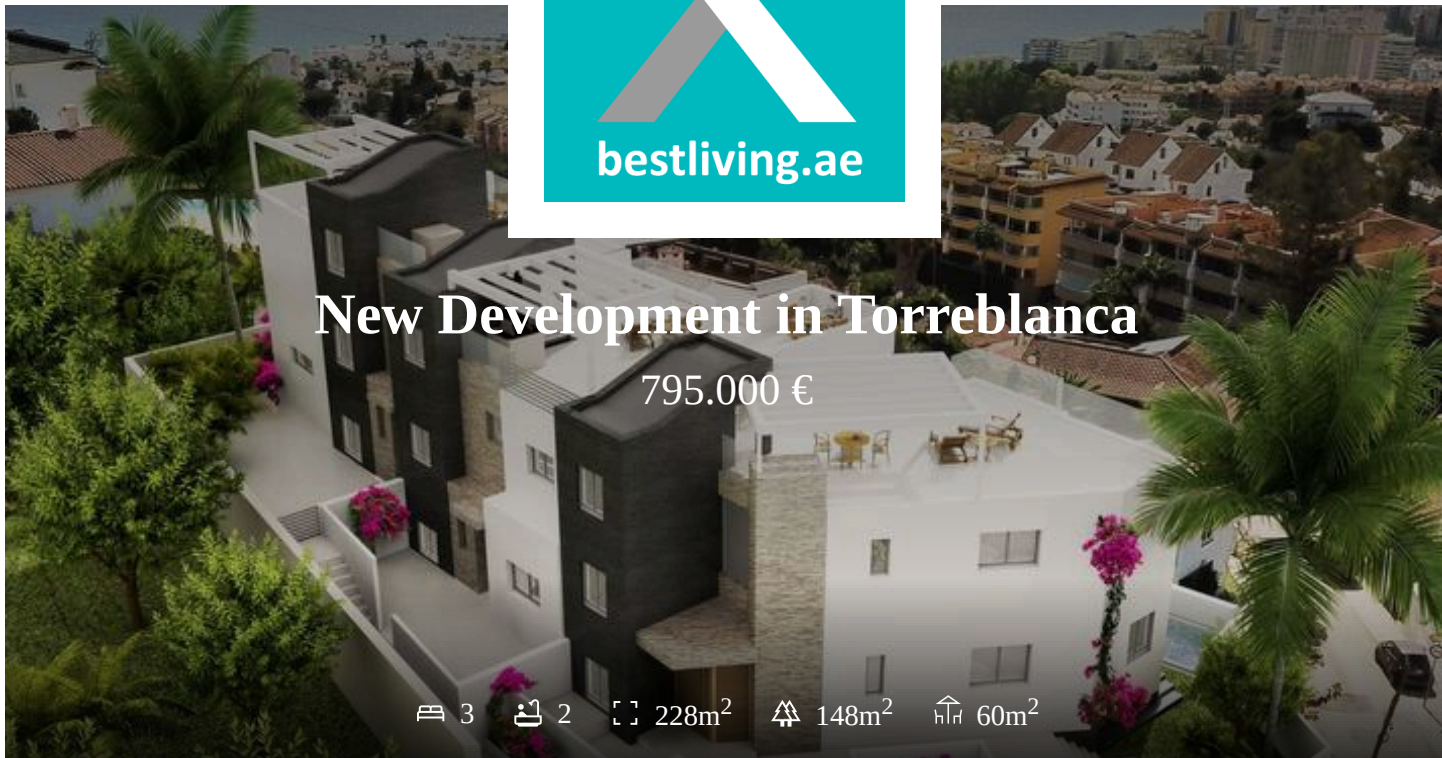 bestliving.ae
New Development in Torreblanca
795.000 €
3 2 228m² 148m² 60m²